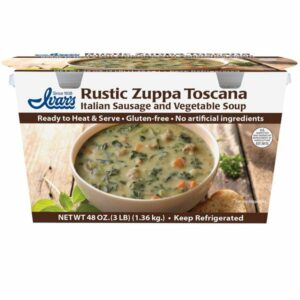 Since 1938
Ivar's
Rustic Zuppa Toscana
Italian Sausage and Vegetable Soup
Ready to Heat & Serve • Gluten-free • No artificial ingredients
NET WT 48 OZ. (3 LB) (1.36 kg.) • Keep Refrigerated